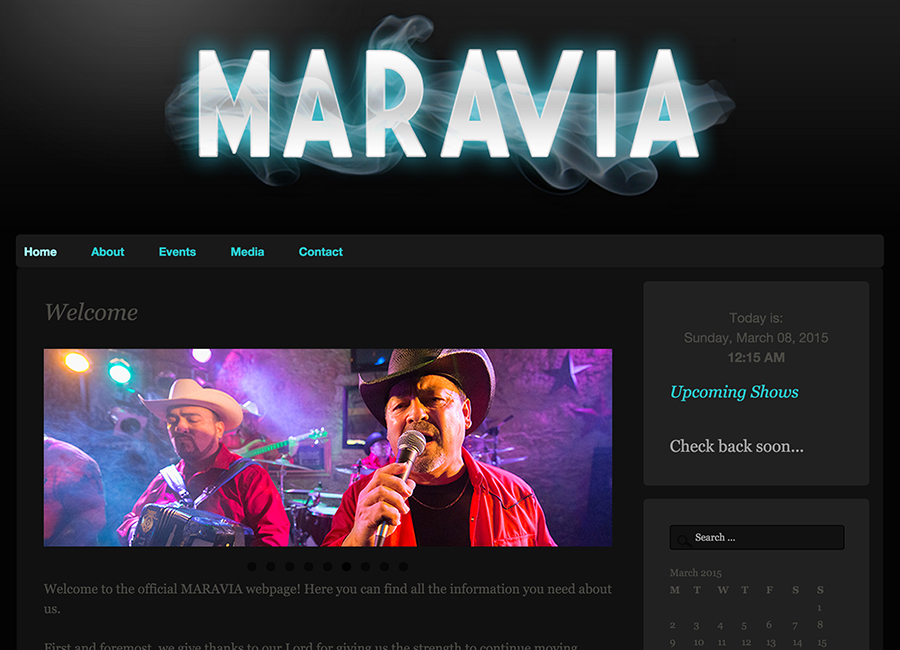 MARAVIA
Home About Events Media Contact
Welcome
Welcome to the official MARAVIA webpage! Here you can find all the information you need about
us.
First and foremost, we give thanks to our Lord for giving us the strength to continue moving
Today is:
Sunday, March 08, 2015
12:15 AM
Upcoming Shows
Check back soon...
Search ...
March 2015
M T W T F S S
1
2 3 4 5 6 7 8
9 10 11 12 13 14 15